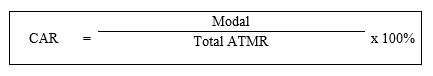 Modal
CAR = x 100%
Total ATMR